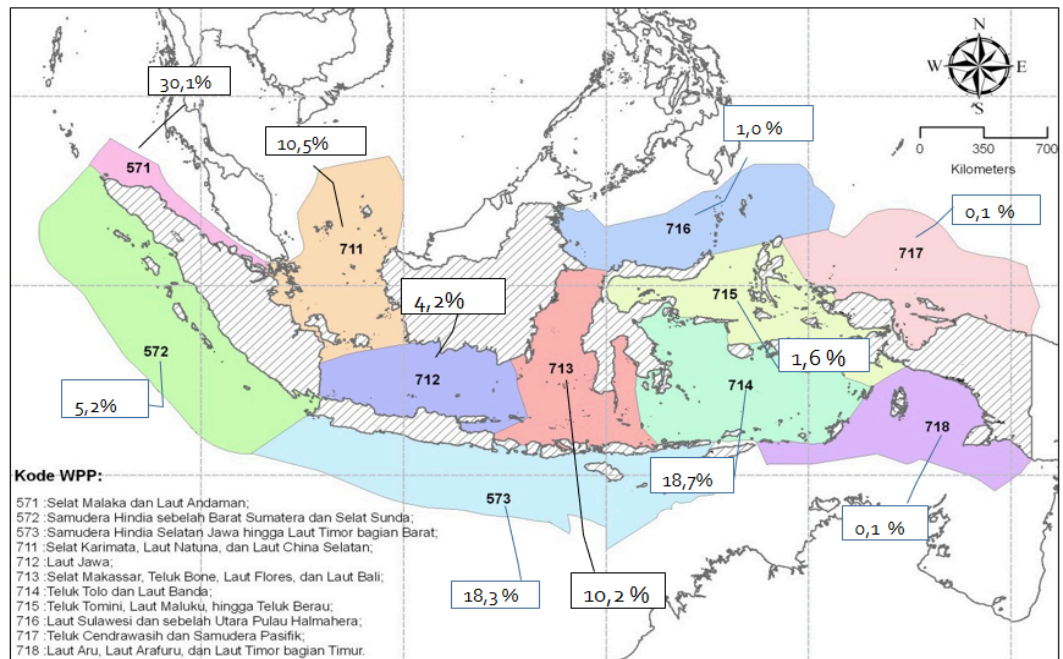 N
W E
S
0 350 700
Kilometers
30,1%
10,5%
1,0 %
0,1 %
571
716
717
711
4,2%
715
572
713
1,6 %
712
714
5,2%
718
18,7%
573
0,1 %
18,3 %
10,2 %
Kode WPP:
571 :Selat Malaka dan Laut Andaman;
572 :Samudera Hindia sebelah Barat Sumatera dan Selat Sunda;
573 :Samudera Hindia Selatan Jawa hingga Laut Timor bagian Barat;
711 :Selat Karimata, Laut Natuna, dan Laut China Selatan;
712 :Laut Jawa;
713 :Selat Makassar, Teluk Bone, Laut Flores, dan Laut Bali;
714 :Teluk Tolo dan Laut Banda;
715 :Teluk Tomini, Laut Maluku, hingga Teluk Berau;
716 :Laut Sulawesi dan sebelah Utara Pulau Halmahera;
717 :Teluk Cendrawasih dan Samudera Pasifik;
718 :Laut Aru, Laut Arafuru, dan Laut Timor bagian Timur.